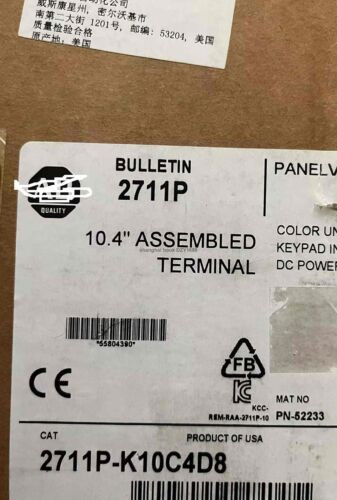 威斯康星州, 密尔沃基市
南第二大街 1201号, 邮编: 53204, 美国
质量检验合格
原产地: 美国
BULLETIN
2711P
PANELV
QUALITY
10.4" ASSEMBLED
TERMINAL
COLOR UN
KEYPAD IN
DC POWER
*55804390*
FB
KC
KCC-
REM-RAA-2711P-10
MAT NO
PN-52233
CE
CAT
PRODUCT OF USA
2711P-K10C4D8